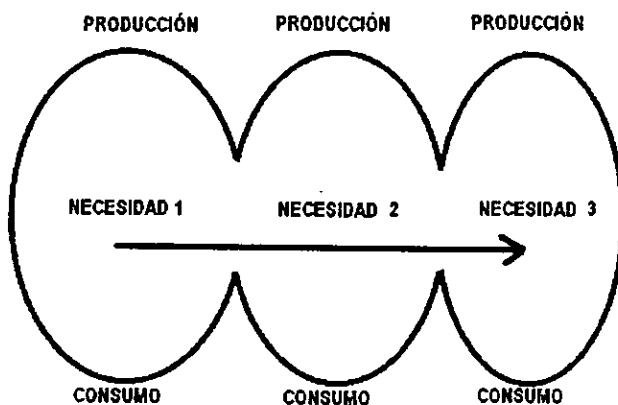 PRODUCCIÓN PRODUCCIÓN PRODUCCIÓN
NECESIDAD 1 NECESIDAD 2 NECESIDAD 3
CONSUMO CONSUMO CONSUMO